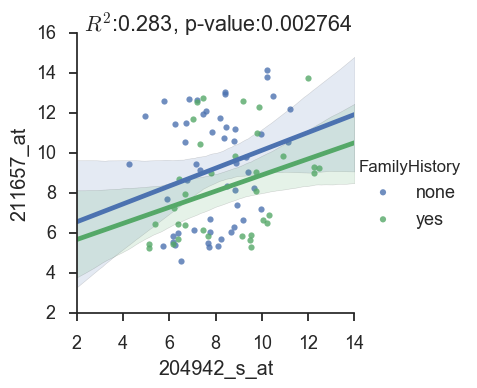 R²:0.283, p-value:0.002764
16
14
12
10
8
6
4
2
211657_at
2 4 6 8 10 12 14
204942_s_at
FamilyHistory
none
yes